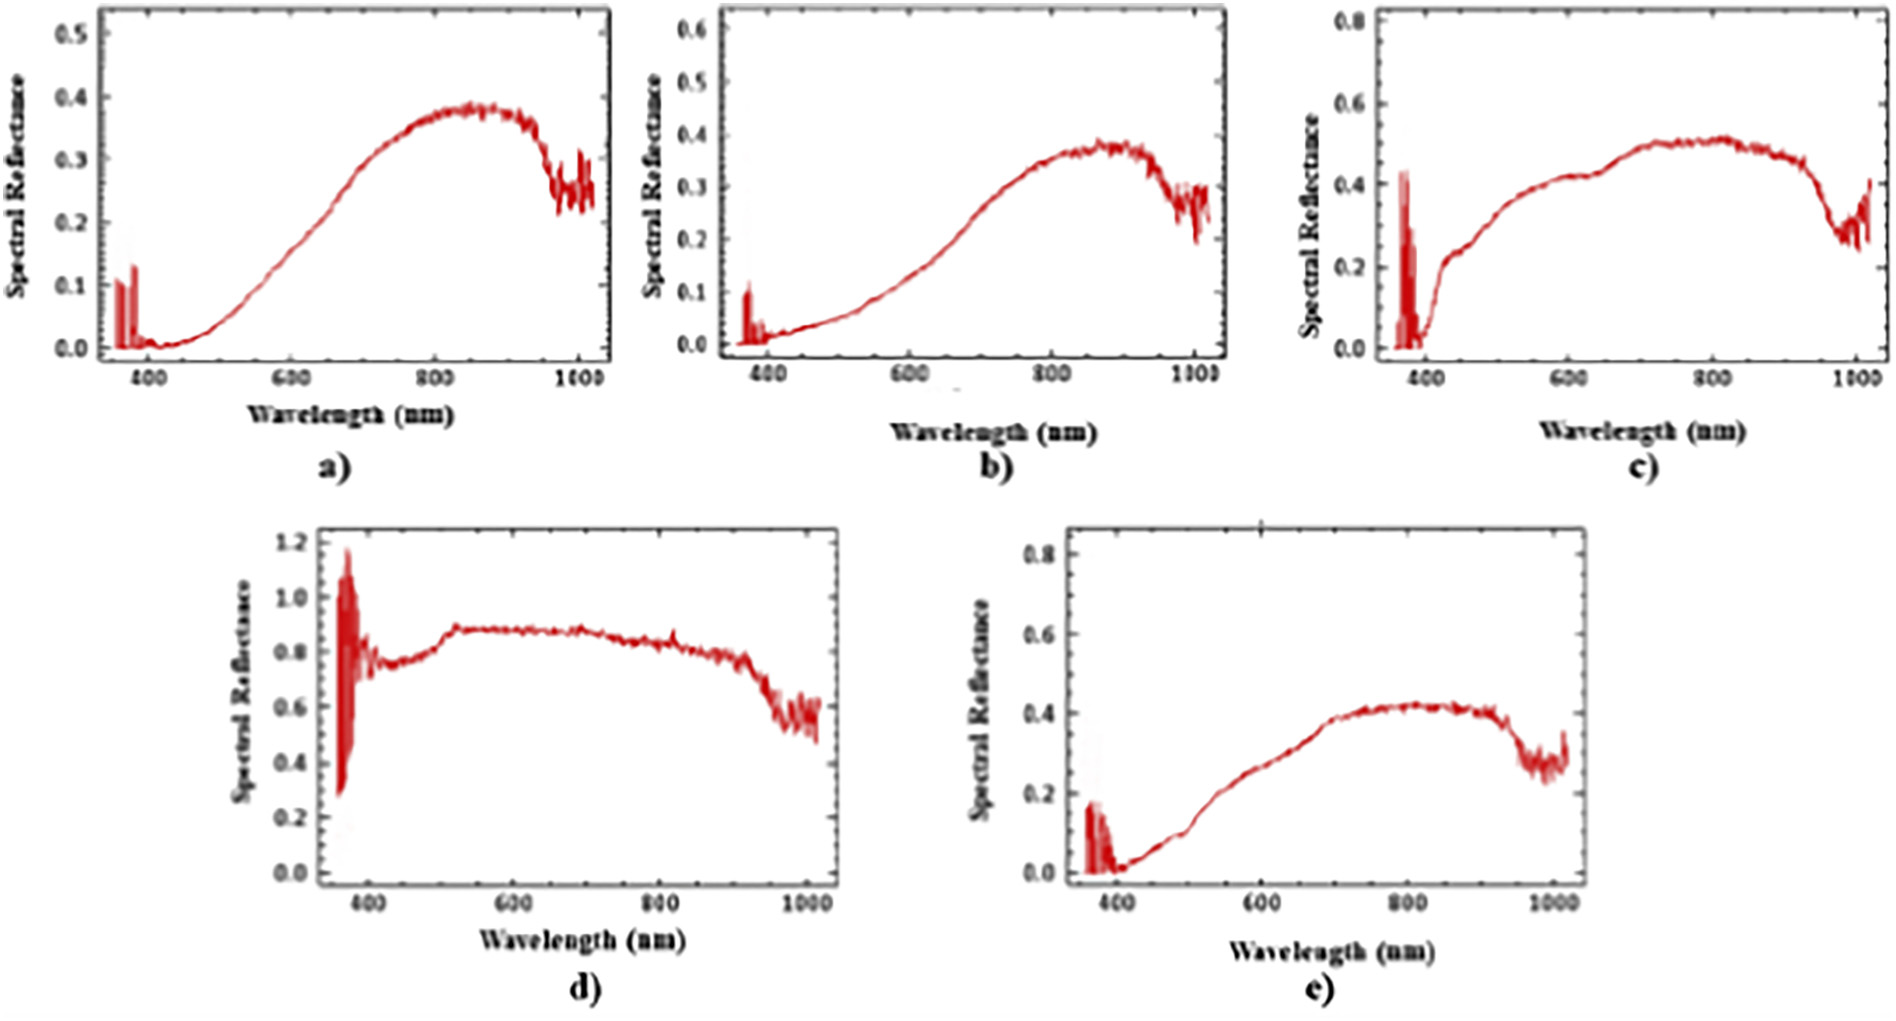 0.5
0.4
0.3
0.2
0.1
0.0
Spectral Reflectance
400 600 800 1000
Wavelength (nm)
a)
0.6
0.5
0.4
0.3
0.2
0.1
0.0
Spectral Reflectance
400 600 800 1000
Wavelength (nm)
b)
0.8
0.6
0.4
0.2
0.0
Spectral Reflectance
400 600 800 1000
Wavelength (nm)
c)
1.2
1.0
0.8
0.6
0.4
0.2
0.0
Spectral Reflectance
400 600 800 1000
Wavelength (nm)
d)
0.8
0.6
0.4
0.2
0.0
Spectral Reflectance
400 600 800 1000
Wavelength (nm)
e)